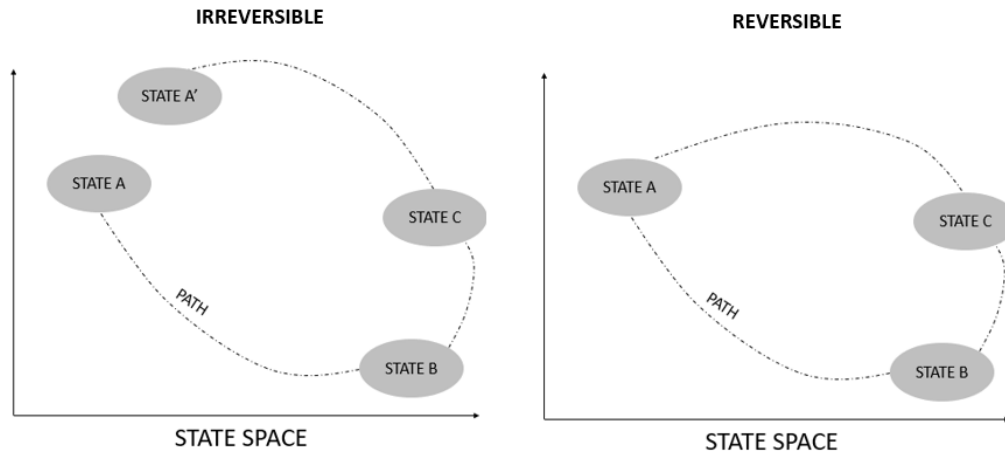 IRREVERSIBLE
STATE A′
STATE A
STATE C
PATH
STATE B
STATE SPACE
REVERSIBLE
STATE A
STATE C
PATH
STATE B
STATE SPACE